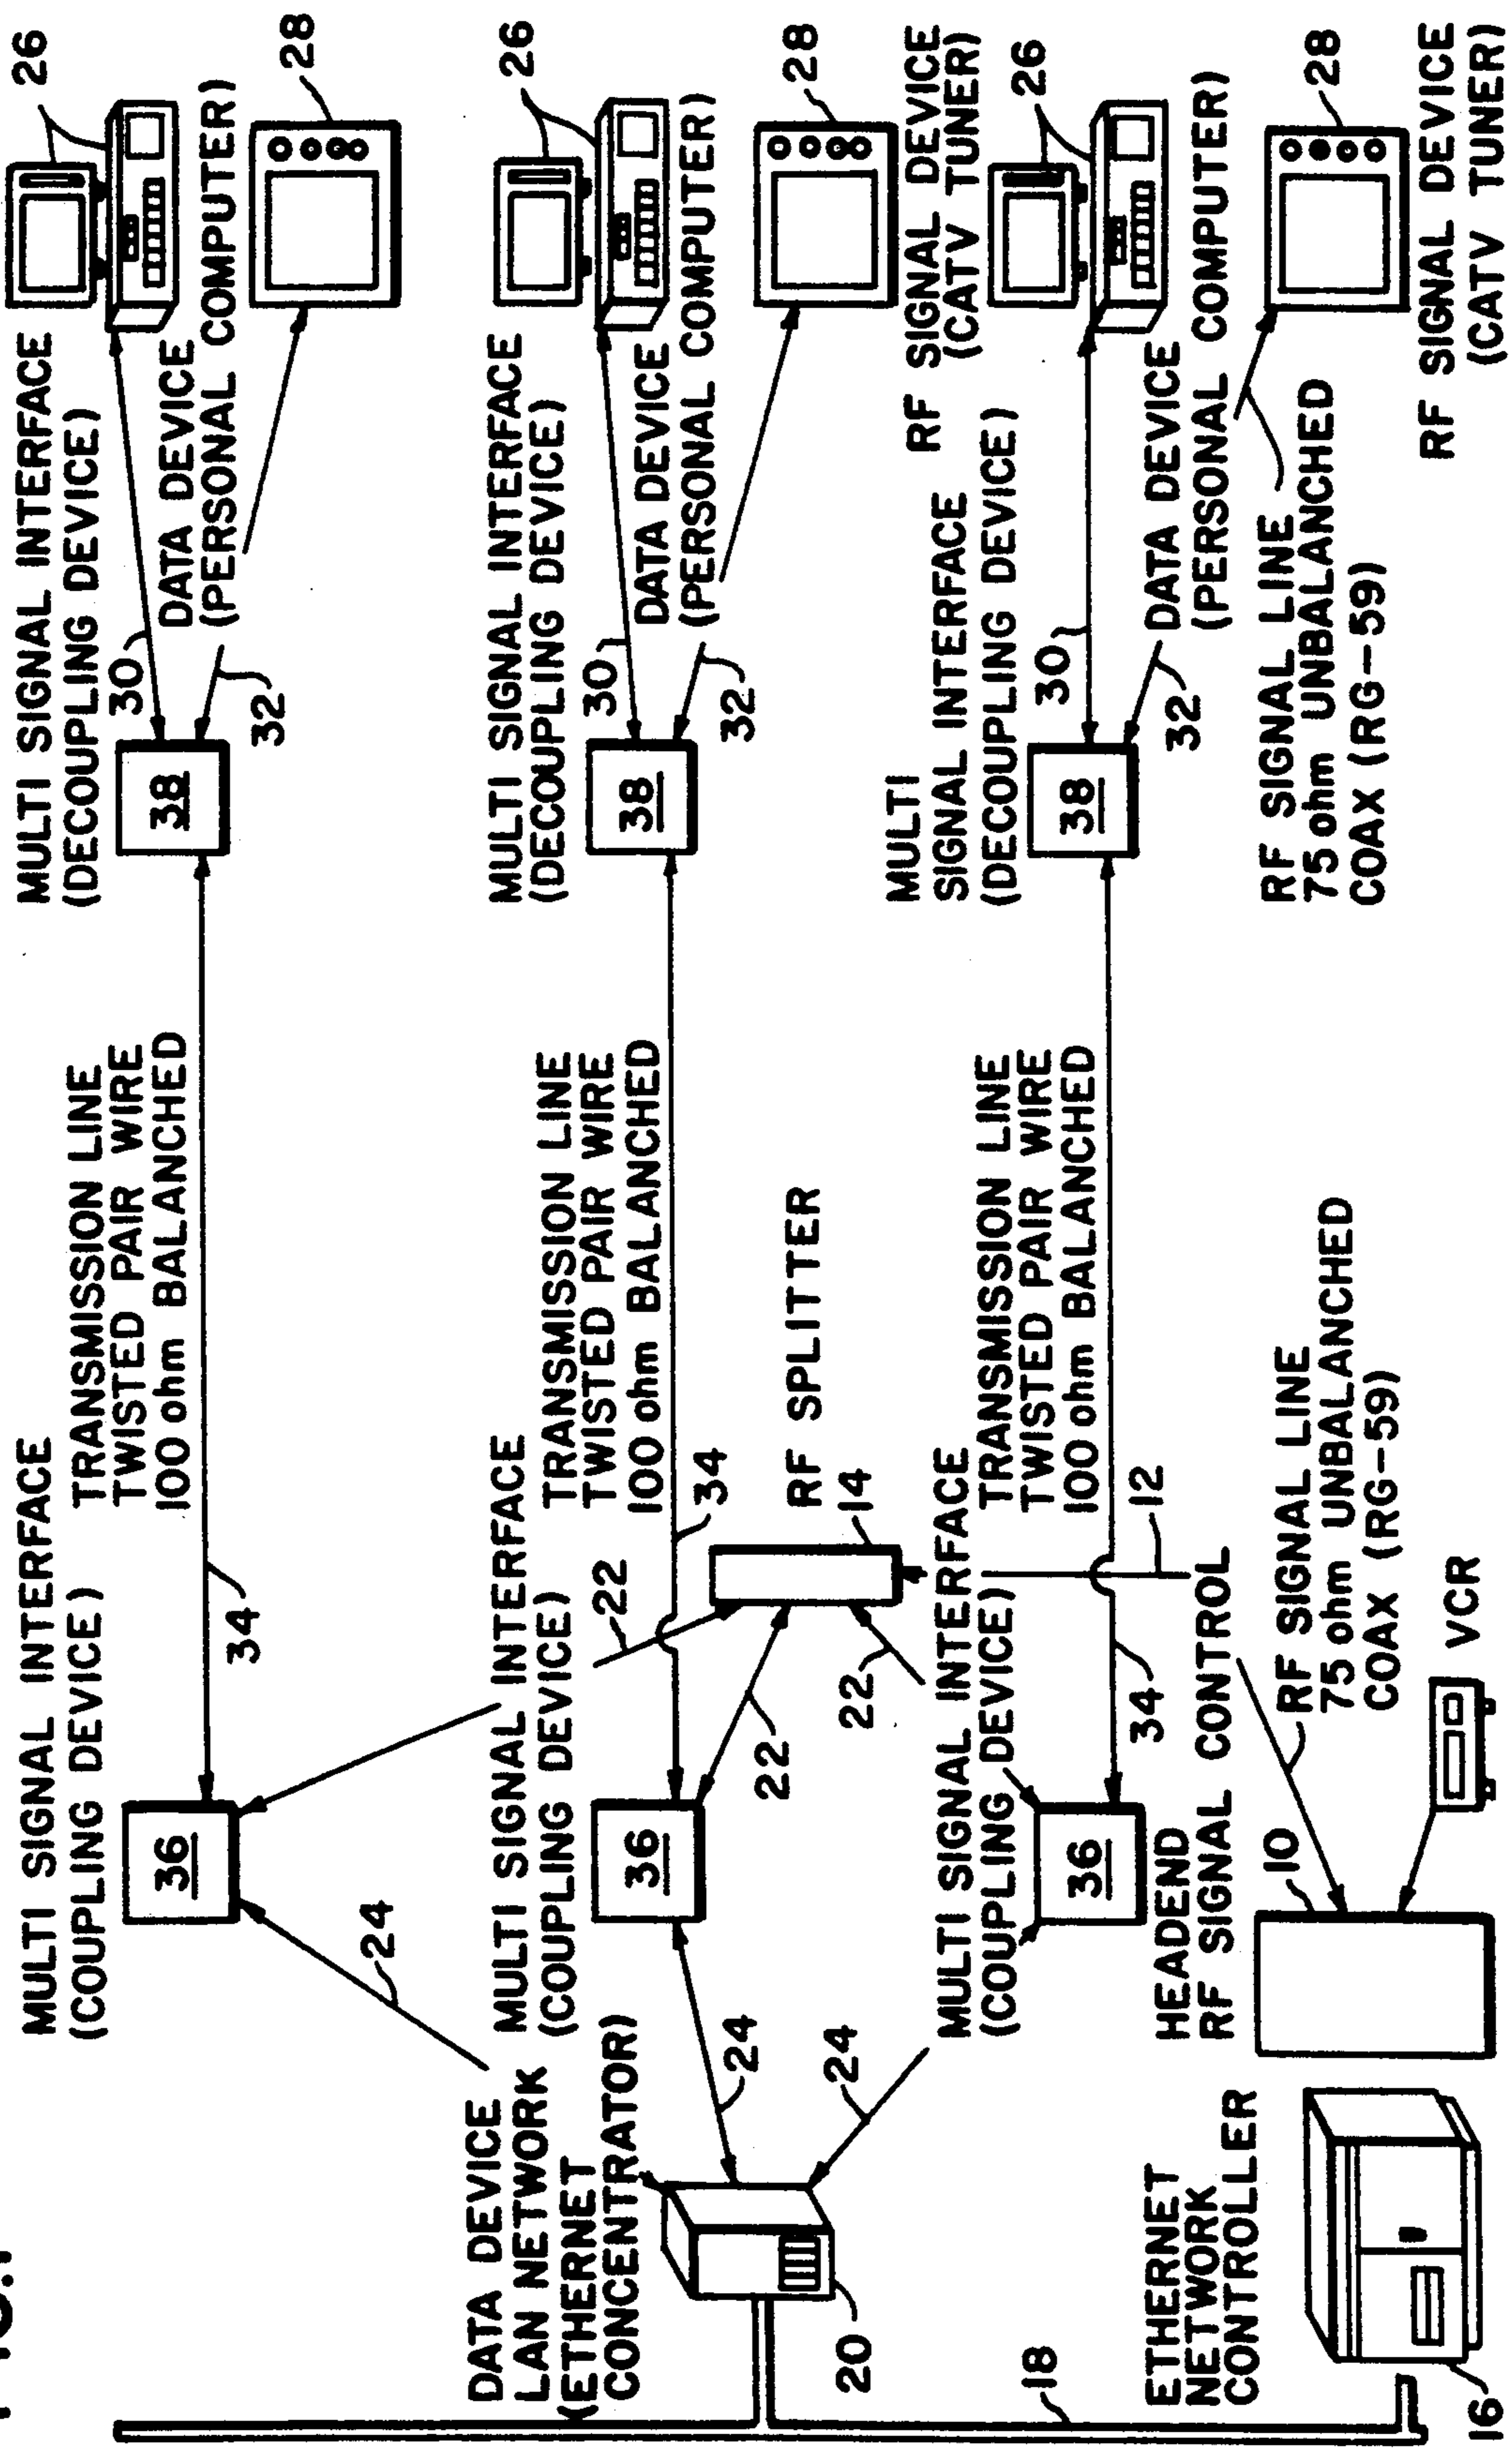 MULTI SIGNAL INTERFACE
(COUPLING DEVICE)
36
24
TRANSMISSION LINE
TWISTED PAIR WIRE
100 ohm BALANCHED
34
MULTI SIGNAL INTERFACE
(DECOUPLING DEVICE)
38
30
32
DATA DEVICE
(PERSONAL COMPUTER)
26
28
DATA DEVICE
LAN NETWORK
(ETHERNET
CONCENTRATOR)
20
24
24
MULTI SIGNAL INTERFACE
(COUPLING DEVICE)
36
22
22
22
TRANSMISSION LINE
TWISTED PAIR WIRE
100 ohm BALANCHED
34
RF SPLITTER
14
MULTI SIGNAL INTERFACE
(DECOUPLING DEVICE)
38
30
32
DATA DEVICE
(PERSONAL COMPUTER)
26
28
RF SIGNAL DEVICE
(CATV TUNER)
MULTI SIGNAL INTERFACE
(COUPLING DEVICE)
36
34
12
TRANSMISSION LINE
TWISTED PAIR WIRE
100 ohm BALANCHED
MULTI
SIGNAL INTERFACE
(DECOUPLING DEVICE)
38
30
32
DATA DEVICE
(PERSONAL COMPUTER)
26
28
RF SIGNAL LINE
75 ohm UNBALANCHED
COAX (RG-59)
RF SIGNAL DEVICE
(CATV TUNER)
18
ETHERNET
NETWORK
CONTROLLER
16
HEADEND
RF SIGNAL CONTROL
10
RF SIGNAL LINE
75 ohm UNBALANCHED
COAX (RG-59)
VCR